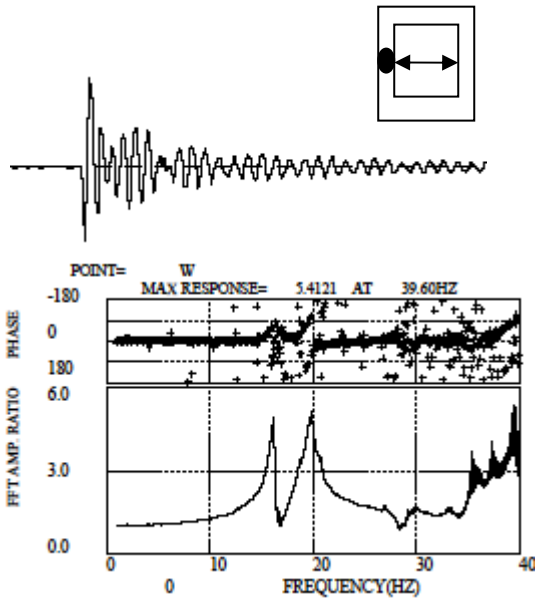 POINT= W
MAX RESPONSE= 5.4121 AT 39.60HZ
-180
PHASE
0
180
6.0
FFT AMP. RATIO
3.0
0.0
0 10 20 30 40
0 FREQUENCY(HZ)